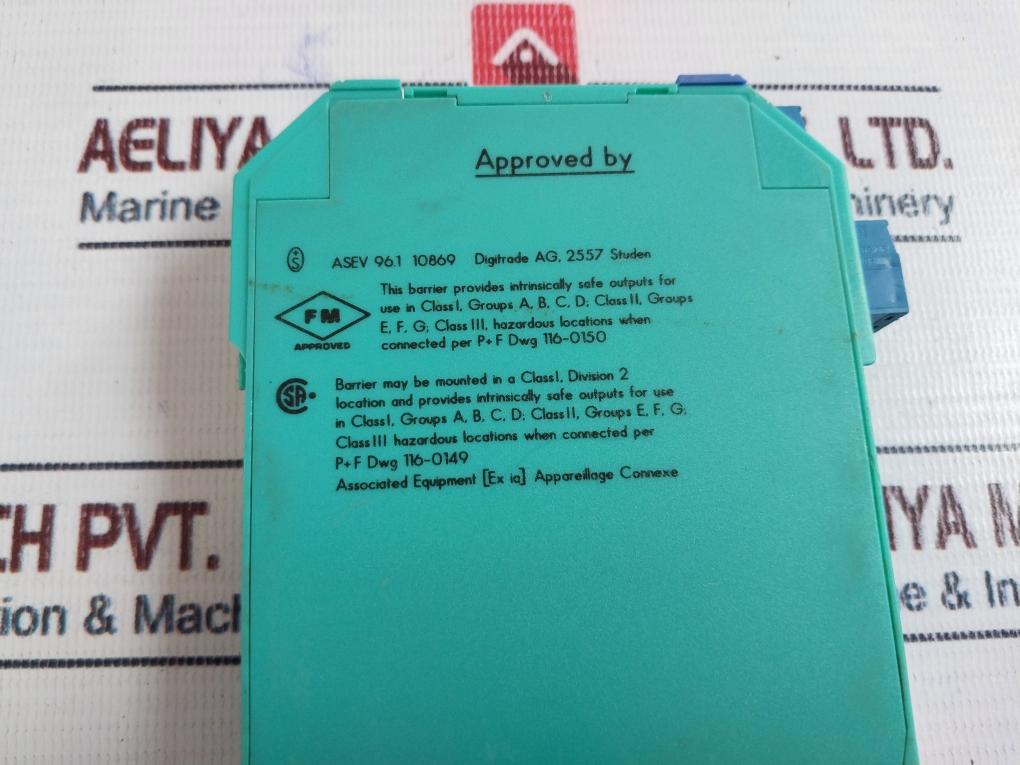 AELIYA LTD.
Marine
Approved by
ASEV 96.1 10869 Digitrade AG, 2557 Studen
This barrier provides intrinsically safe outputs for
use in Class I, Groups A, B, C, D; Class II, Groups
E, F, G; Class III, hazardous locations when
connected per P+F Dwg 116-0150
FM
APPROVED
Barrier may be mounted in a Class I, Division 2
location and provides intrinsically safe outputs for use
in Class I, Groups A, B, C, D; Class II, Groups E, F, G;
Class III hazardous locations when connected per
P+F Dwg 116-0149
Associated Equipment [Ex ia] Appareillage Connexe
SA
CH PVT.
IYA M
ion & Mach
e & In